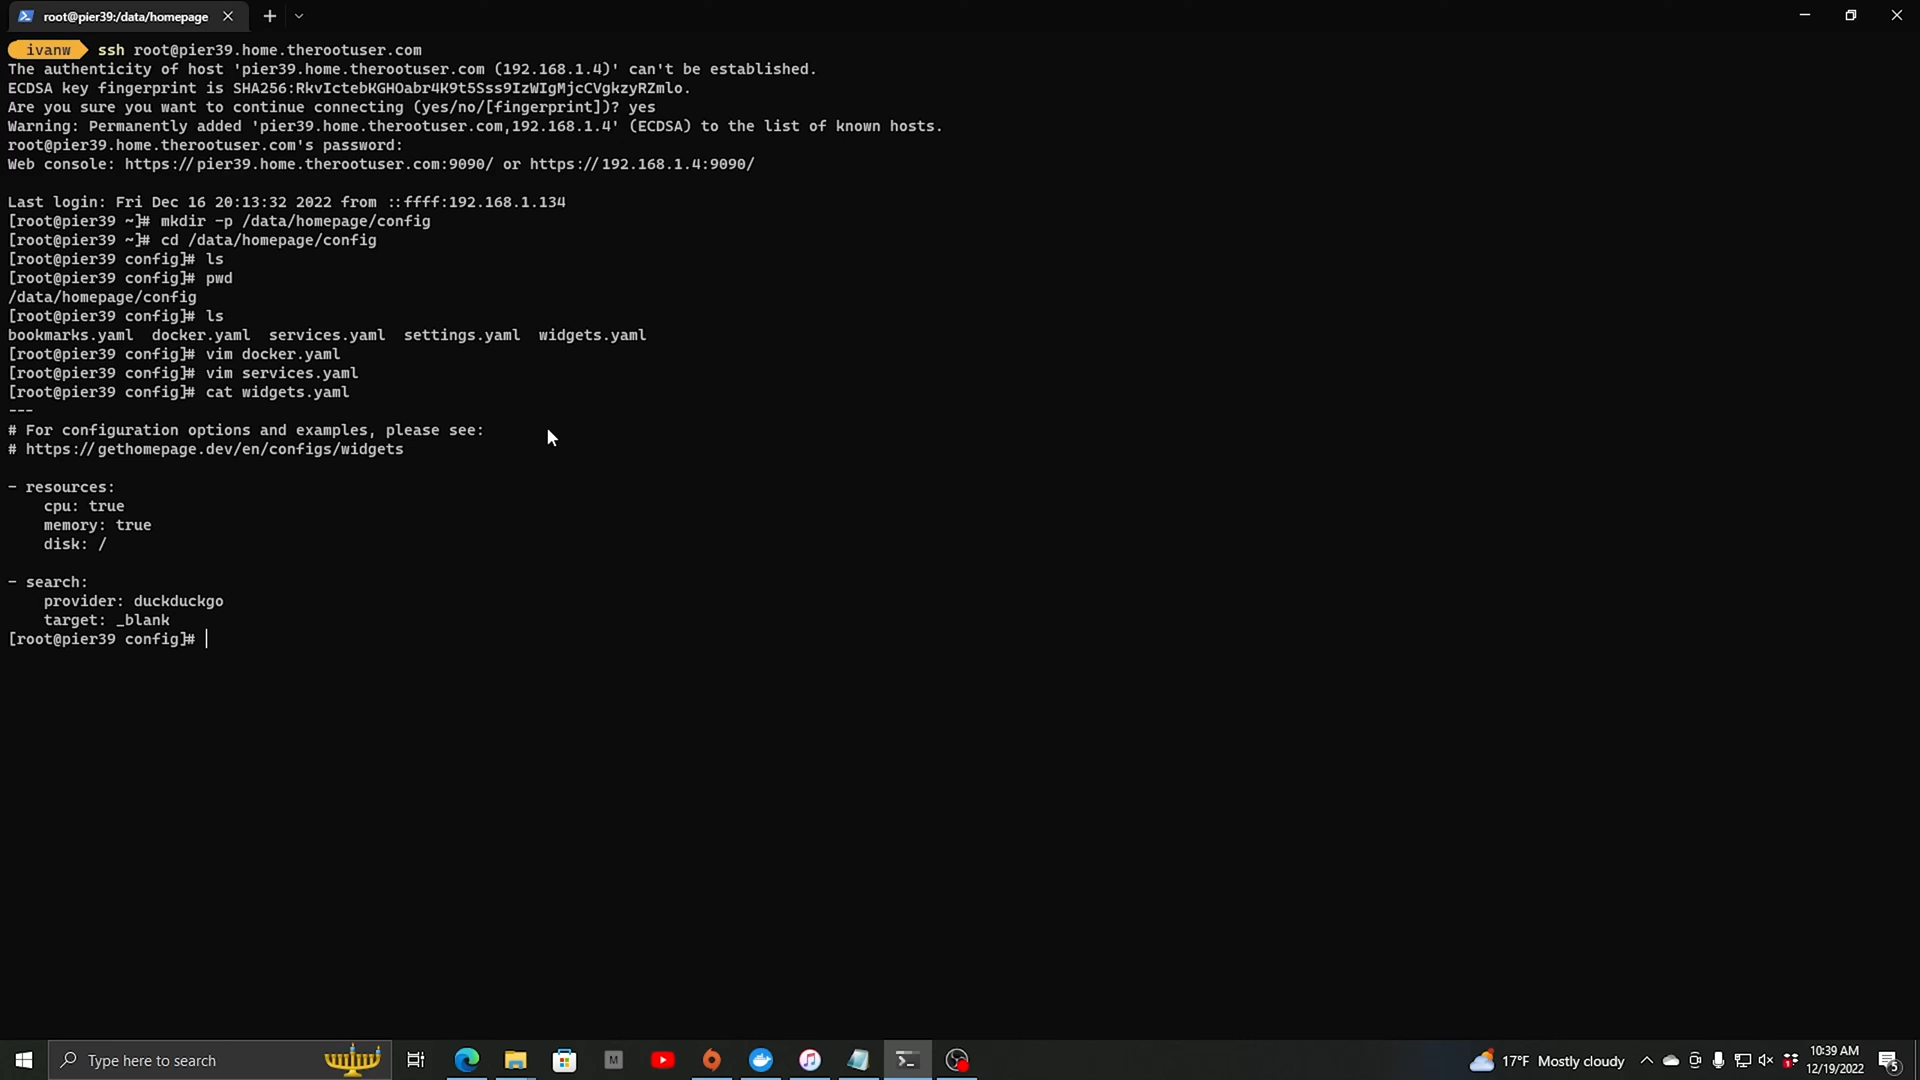 root@pier39:/data/homepage
ivanw ssh root@pier39.home.therootuser.com
The authenticity of host 'pier39.home.therootuser.com (192.168.1.4)' can't be established.
ECDSA key fingerprint is SHA256:RkvIctebKGHOabr4K9t5Sss9IzWIgMjcCVgkzyRZmlo.
Are you sure you want to continue connecting (yes/no/[fingerprint])? yes
Warning: Permanently added 'pier39.home.therootuser.com,192.168.1.4' (ECDSA) to the list of known hosts.
root@pier39.home.therootuser.com's password:
Web console: https://pier39.home.therootuser.com:9090/ or https://192.168.1.4:9090/
Last login: Fri Dec 16 20:13:32 2022 from ::ffff:192.168.1.134
[root@pier39 ~]# mkdir -p /data/homepage/config
[root@pier39 ~]# cd /data/homepage/config
[root@pier39 config]# ls
[root@pier39 config]# pwd
/data/homepage/config
[root@pier39 config]# ls
bookmarks.yaml  docker.yaml  services.yaml  settings.yaml  widgets.yaml
[root@pier39 config]# vim docker.yaml
[root@pier39 config]# vim services.yaml
[root@pier39 config]# cat widgets.yaml
---
# For configuration options and examples, please see:
# https://gethomepage.dev/en/configs/widgets
- resources:
    cpu: true
    memory: true
    disk: /
- search:
    provider: duckduckgo
    target: _blank
[root@pier39 config]#
Type here to search
M
17°F Mostly cloudy
10:39 AM
12/19/2022
5